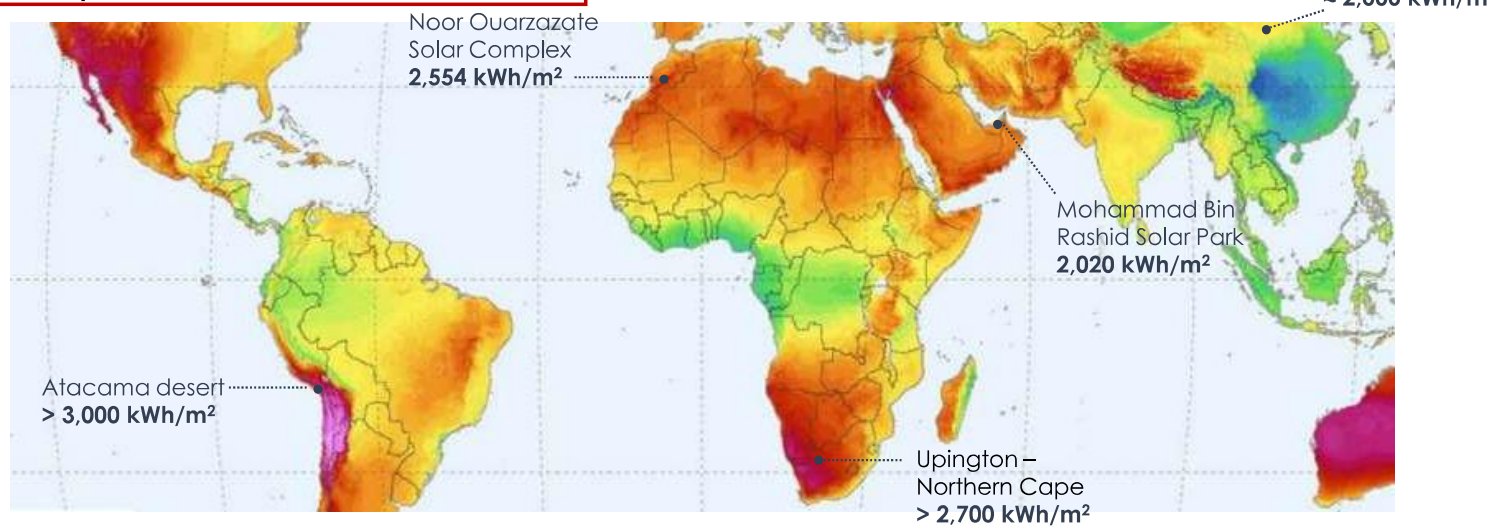 Noor Ouarzazate
Solar Complex
2,554 kWh/m²
Mohammad Bin
Rashid Solar Park
2,020 kWh/m²
Atacama desert
> 3,000 kWh/m²
Upington –
Northern Cape
> 2,700 kWh/m²